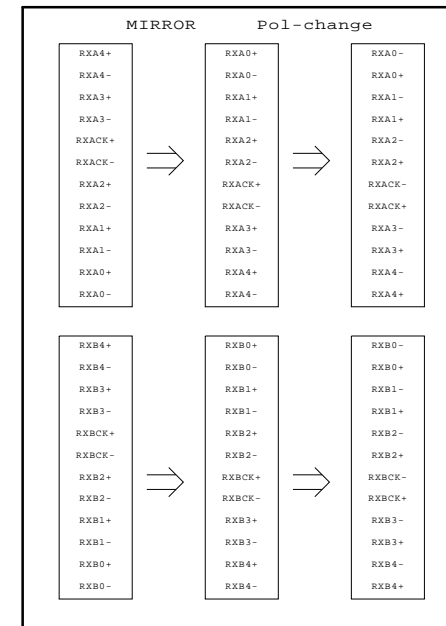 MIRROR Pol-change
RXA4+ RXA0+ RXA0-
RXA4- RXA0- RXA0+
RXA3+ RXA1+ RXA1-
RXA3- RXA1- RXA1+
RXACK+ RXA2+ RXA2-
RXACK- RXA2- RXA2+
RXA2+ RXACK+ RXACK-
RXA2- RXACK- RXACK+
RXA1+ RXA3+ RXA3-
RXA1- RXA3- RXA3+
RXA0+ RXA4+ RXA4-
RXA0- RXA4- RXA4+
RXB4+ RXB0+ RXB0-
RXB4- RXB0- RXB0+
RXB3+ RXB1+ RXB1-
RXB3- RXB1- RXB1+
RXBCK+ RXB2+ RXB2-
RXBCK- RXB2- RXB2+
RXB2+ RXBCK+ RXBCK-
RXB2- RXBCK- RXBCK+
RXB1+ RXB3+ RXB3-
RXB1- RXB3- RXB3+
RXB0+ RXB4+ RXB4-
RXB0- RXB4- RXB4+